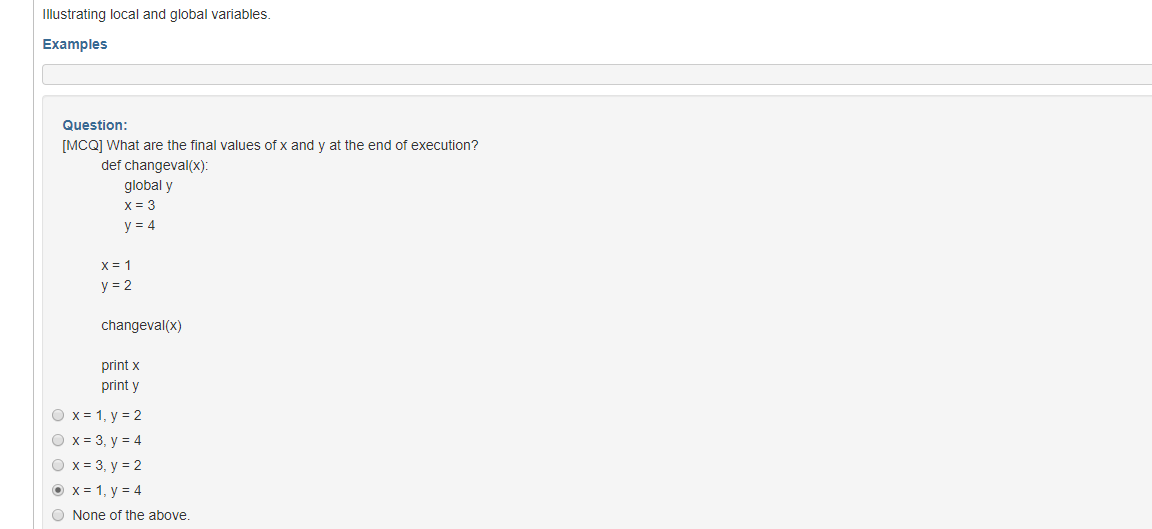 Illustrating local and global variables.
Examples
Question:
[MCQ] What are the final values of x and y at the end of execution?
def changeval(x):
global y
x = 3
y = 4
x = 1
y = 2
changeval(x)
print x
print y
x = 1, y = 2
x = 3, y = 4
x = 3, y = 2
x = 1, y = 4
None of the above.